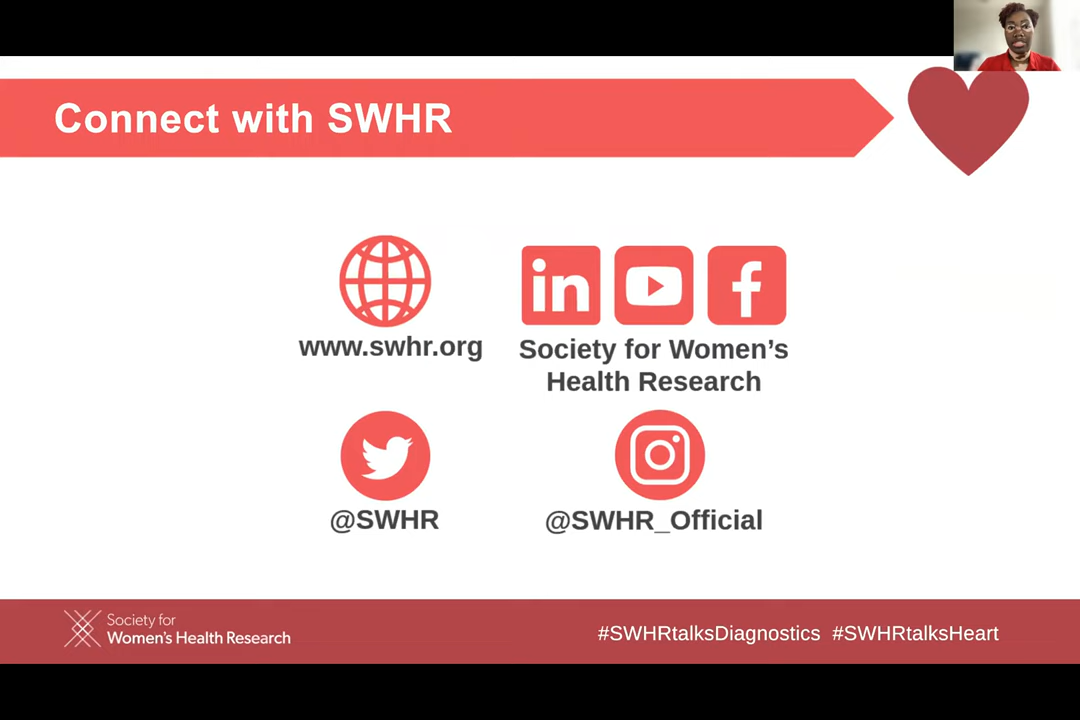 Connect with SWHR
www.swhr.org
in
f
Society for Women’s
Health Research
@SWHR
@SWHR_Official
Society for
Women’s Health Research
#SWHRtalksDiagnostics #SWHRtalksHeart